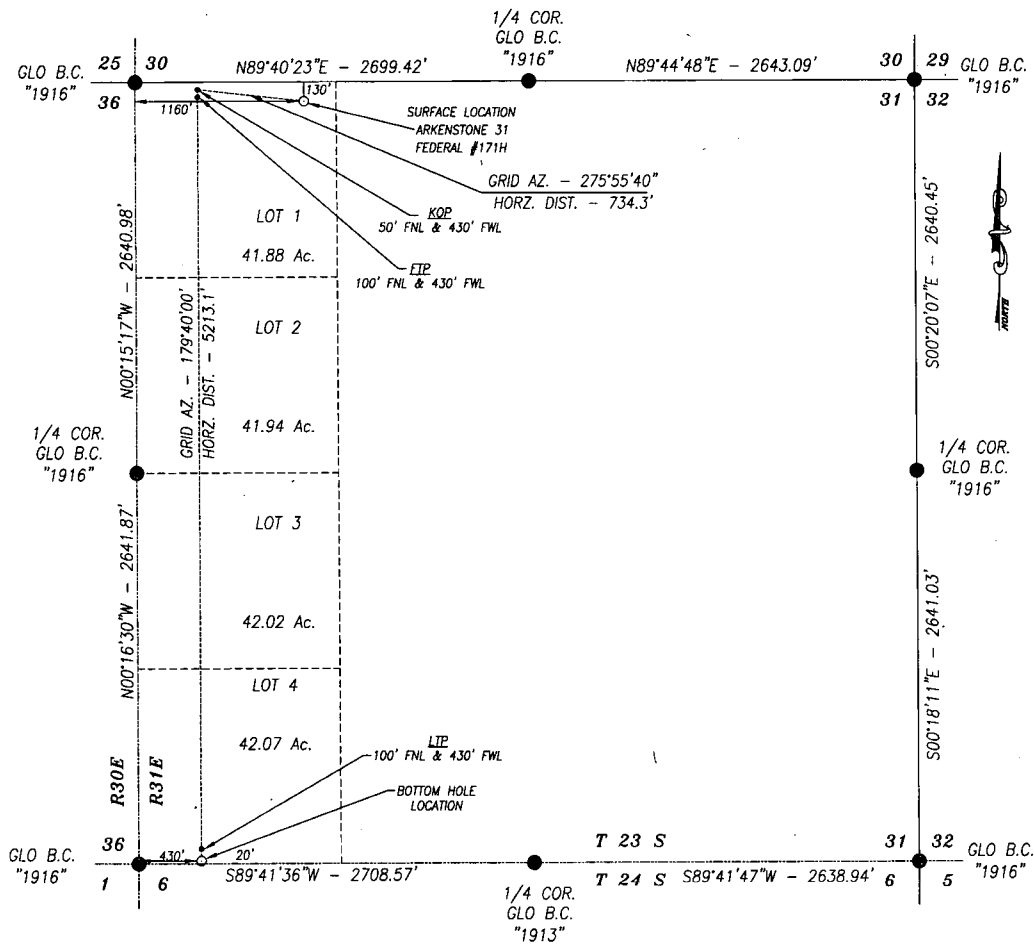 1/4 COR.
GLO B.C.
"1916"
25 30
GLO B.C.
"1916"
36
N89°40'23"E - 2699.42'
N89°44'48"E - 2643.09'
30 29
31 32
GLO B.C.
"1916"
130'
1160'
SURFACE LOCATION
ARKENSTONE 31
FEDERAL #171H
GRID AZ. - 275°55'40"
HORZ. DIST. - 734.3'
KOP
50' FNL & 430' FWL
FTP
100' FNL & 430' FWL
LOT 1
41.88 Ac.
N00°15'17"W - 2640.98'
GRID AZ. - 179°40'00'
HORZ. DIST. - 5213.1'
S00°20'07"E - 2640.45'
NORTH
LOT 2
41.94 Ac.
1/4 COR.
GLO B.C.
"1916"
1/4 COR.
GLO B.C.
"1916"
LOT 3
42.02 Ac.
N00°16'30"W - 2641.87'
S00°18'11"E - 2641.03'
LOT 4
42.07 Ac.
LTP
100' FNL & 430' FWL
BOTTOM HOLE
LOCATION
R30E
R31E
36
GLO B.C.
"1916"
1 6
430'
20'
S89°41'36"W - 2708.57'
T 23 S
T 24 S
S89°41'47"W - 2638.94'
31 32
6 5
GLO B.C.
"1916"
1/4 COR.
GLO B.C.
"1913"